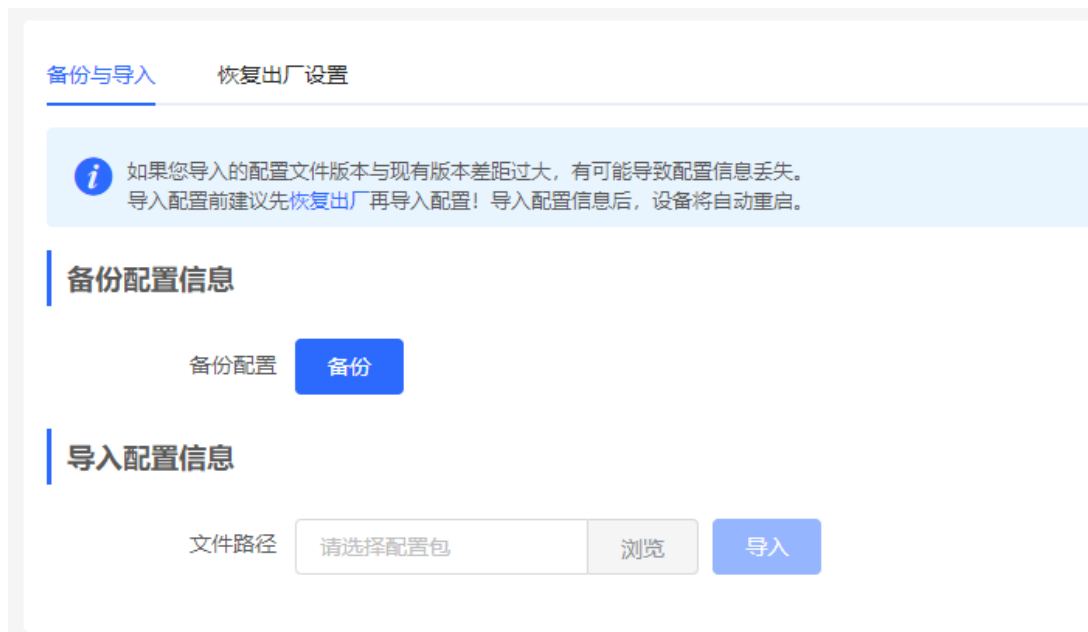 备份与导入 恢复出厂设置
i 如果您导入的配置文件版本与现有版本差距过大，有可能导致配置信息丢失。
导入配置前建议先恢复出厂再导入配置！导入配置信息后，设备将自动重启。
备份配置信息
备份配置 备份
导入配置信息
文件路径 请选择配置包 浏览 导入